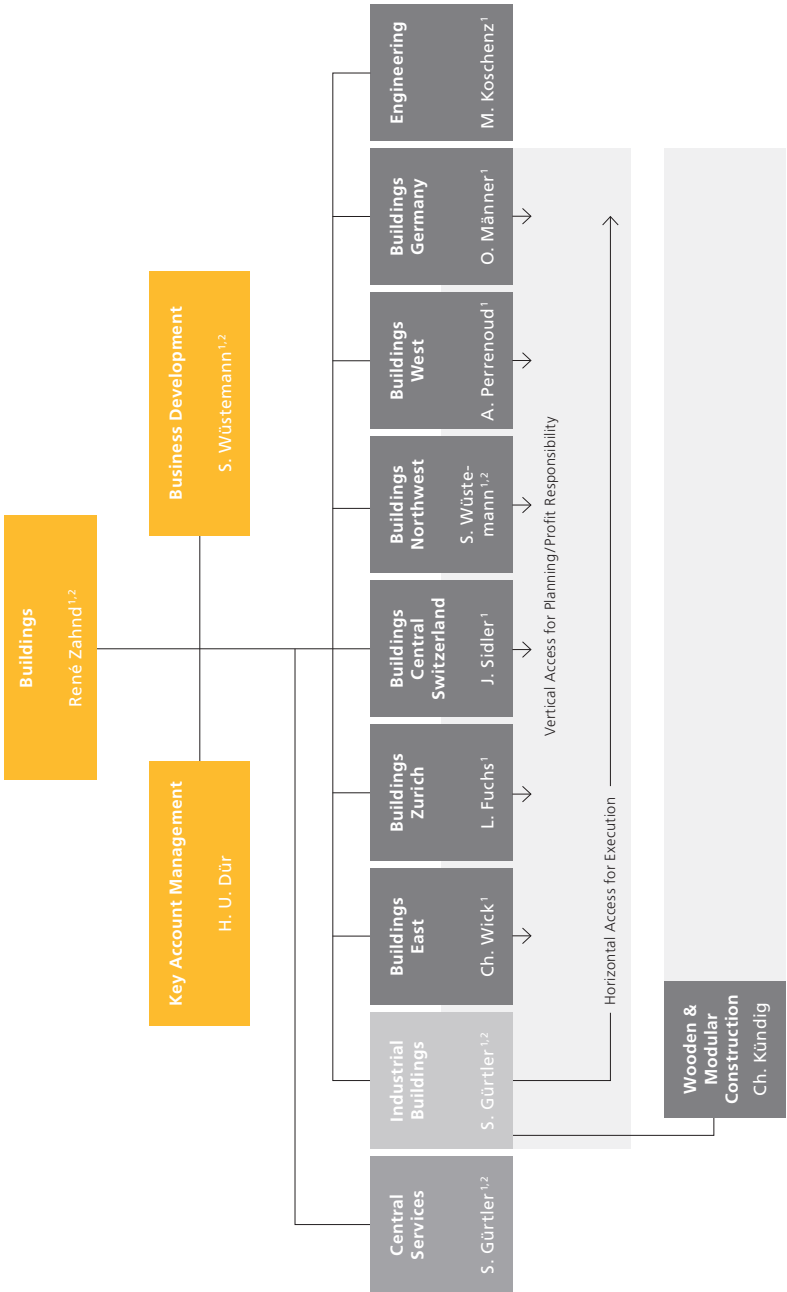 Buildings
René Zahnd1,2
Key Account Management
H. U. Dür
Business Development
S. Wüstemann1,2
Central
Services
S. Gürtler1,2
Industrial
Buildings
S. Gürtler1,2
Buildings
East
Ch. Wick1
Buildings
Zurich
L. Fuchs1
Buildings
Central
Switzerland
J. Sidler1
Buildings
Northwest
S. Wüste-
mann1,2
Buildings
West
A. Perrenoud1
Buildings
Germany
O. Männer1
Engineering
M. Koschenz1
Vertical Access for Planning/Profit Responsibility
Horizontal Access for Execution
Wooden &
Modular
Construction
Ch. Kündig